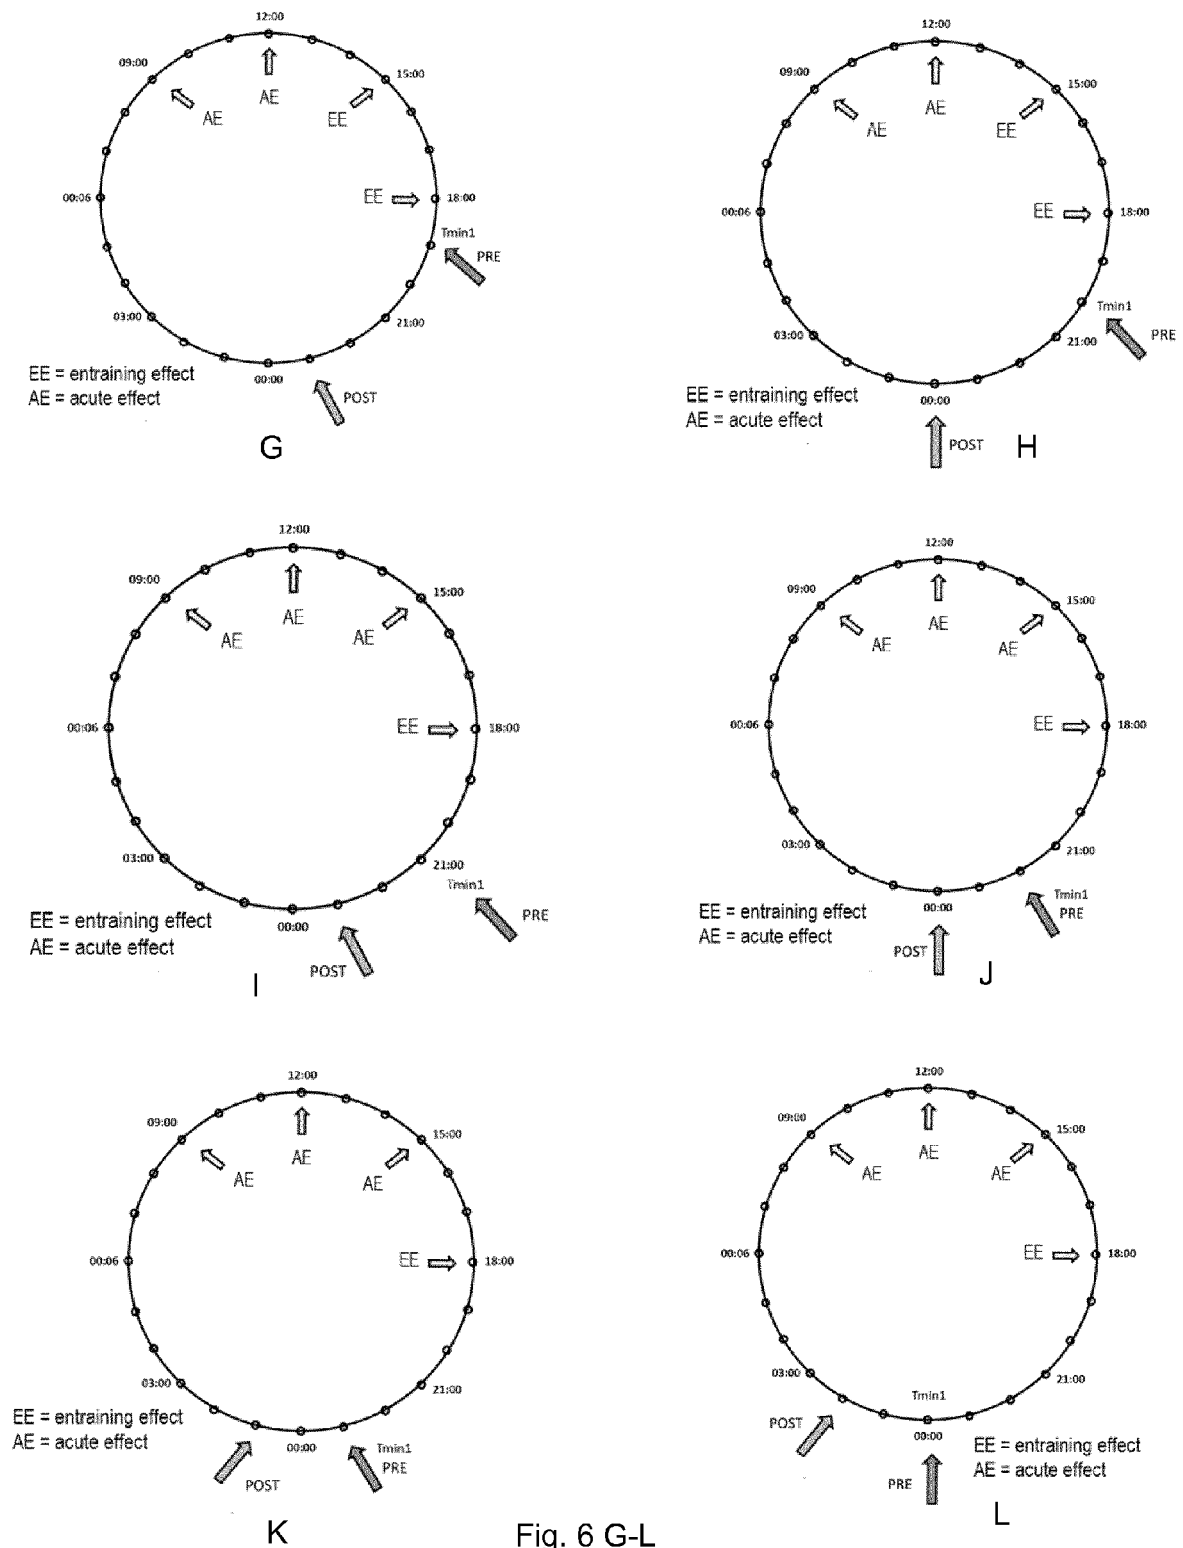 12:00
09:00
15:00
AE
AE
EE
00:06
EE
18:00
Tmin1
PRE
03:00
21:00
00:00
EE = entraining effect
AE = acute effect
POST
G
12:00
09:00
15:00
AE
AE
EE
00:06
EE
18:00
Tmin1
PRE
03:00
21:00
00:00
EE = entraining effect
AE = acute effect
POST
H
12:00
09:00
15:00
AE
AE
AE
00:06
EE
18:00
03:00
21:00
Tmin1
PRE
00:00
EE = entraining effect
AE = acute effect
POST
I
12:00
09:00
15:00
AE
AE
AE
00:06
EE
18:00
03:00
21:00
Tmin1
PRE
00:00
EE = entraining effect
AE = acute effect
POST
J
12:00
09:00
15:00
AE
AE
AE
00:06
EE
18:00
03:00
21:00
EE = entraining effect
AE = acute effect
00:00
Tmin1
PRE
POST
K
12:00
09:00
15:00
AE
AE
AE
00:06
EE
18:00
03:00
21:00
Tmin1
POST
00:00
EE = entraining effect
AE = acute effect
PRE
L
Fig. 6 G-L